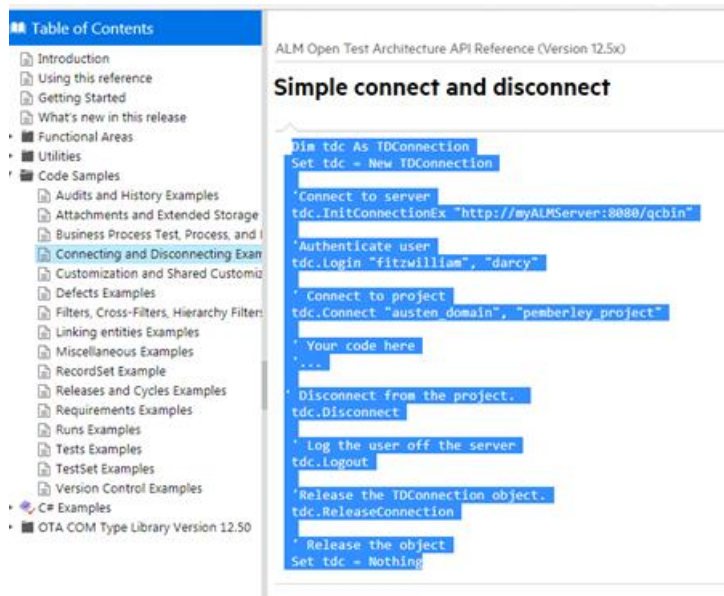 Table of Contents
Introduction
Using this reference
Getting Started
What's new in this release
Functional Areas
Utilities
Code Samples
Audits and History Examples
Attachments and Extended Storage
Business Process Test, Process, and
Connecting and Disconnecting Exam
Customization and Shared Customiz
Defects Examples
Filters, Cross-Filters, Hierarchy Filters
Linking entities Examples
Miscellaneous Examples
RecordSet Example
Releases and Cycles Examples
Requirements Examples
Runs Examples
Tests Examples
TestSet Examples
Version Control Examples
C# Examples
OTA COM Type Library Version 12.50
ALM Open Test Architecture API Reference (Version 12.5x)
Simple connect and disconnect
Dim tdc As TDConnection
Set tdc = New TDConnection
'Connect to server
tdc.InitConnectionEx "http://myALMServer:8080/qcbin"
'Authenticate user
tdc.Login "fitzwilliam", "darcy"
' Connect to project
tdc.Connect "austen_domain", "pemberley_project"
' Your code here
'...
' Disconnect from the project.
tdc.Disconnect
' Log the user off the server
tdc.Logout
'Release the TDConnection object.
tdc.ReleaseConnection
' Release the object
Set tdc = Nothing